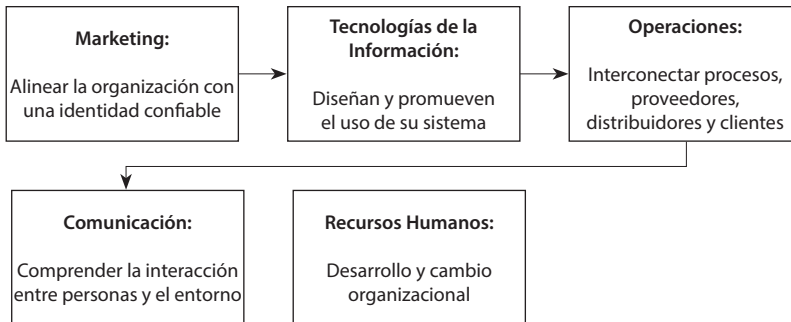 Marketing:
Alinear la organización con
una identidad confiable
Tecnologías de la
Información:
Diseñan y promueven
el uso de su sistema
Operaciones:
Interconectar procesos,
proveedores,
distribuidores y clientes
Comunicación:
Comprender la interacción
entre personas y el entorno
Recursos Humanos:
Desarrollo y cambio
organizacional